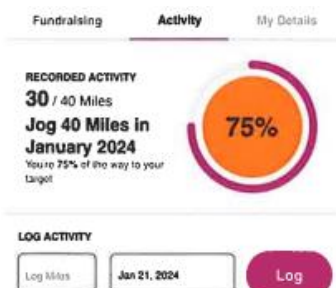 Fundraising Activity My Details
RECORDED ACTIVITY
30 / 40 Miles
Jog 40 Miles in
January 2024
You're 75% of the way to your
target
75%
LOG ACTIVITY
Log Miles Jan 21, 2024 Log